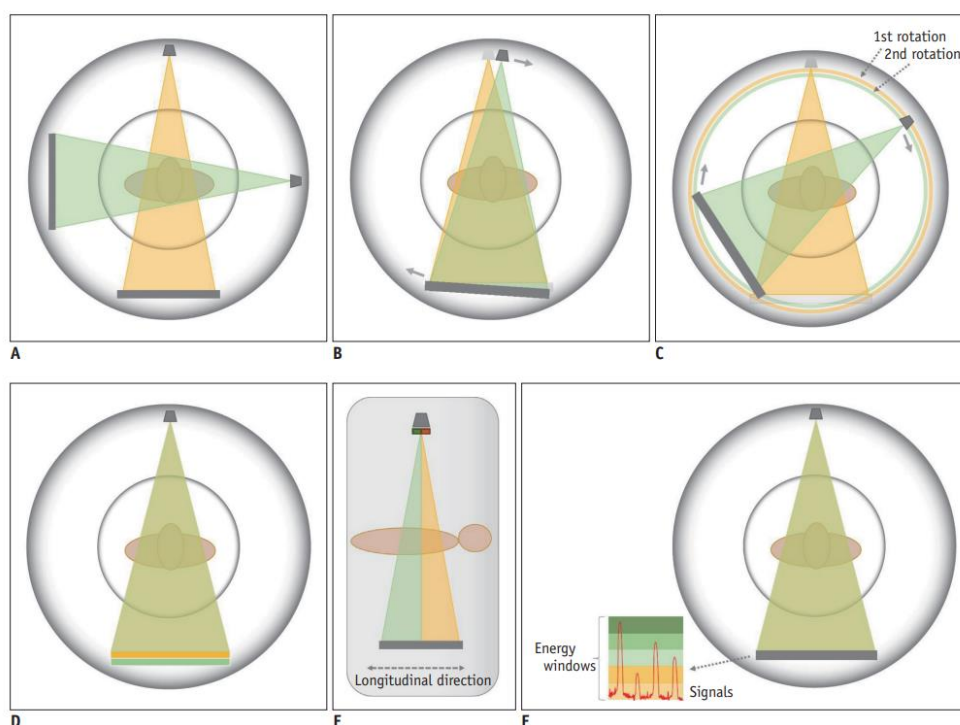 1st rotation
2nd rotation
A
B
C
Energy
windows
Signals
Longitudinal direction
D
E
F